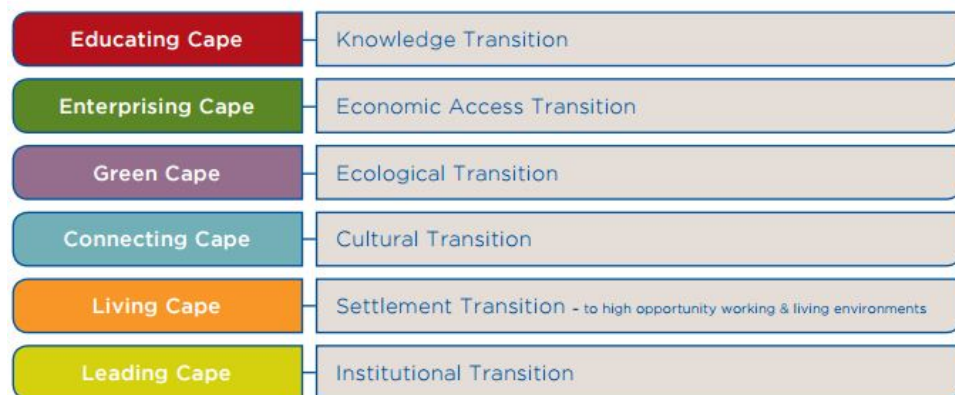 Educating Cape
Knowledge Transition
Enterprising Cape
Economic Access Transition
Green Cape
Ecological Transition
Connecting Cape
Cultural Transition
Living Cape
Settlement Transition - to high opportunity working & living environments
Leading Cape
Institutional Transition